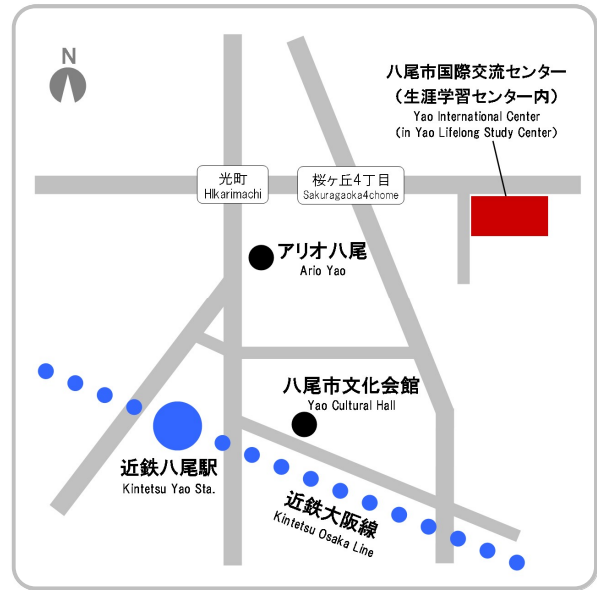 N
八尾市国際交流センター
（生涯学習センター内）
Yao International Center
(in Yao Lifelong Study Center)
光町
HIkarimachi
桜ヶ丘4丁目
Sakuragaoka4chome
アリオ八尾
Ario Yao
八尾市文化会館
Yao Cultural Hall
近鉄八尾駅
Kintetsu Yao Sta.
近鉄大阪線
Kintetsu Osaka Line